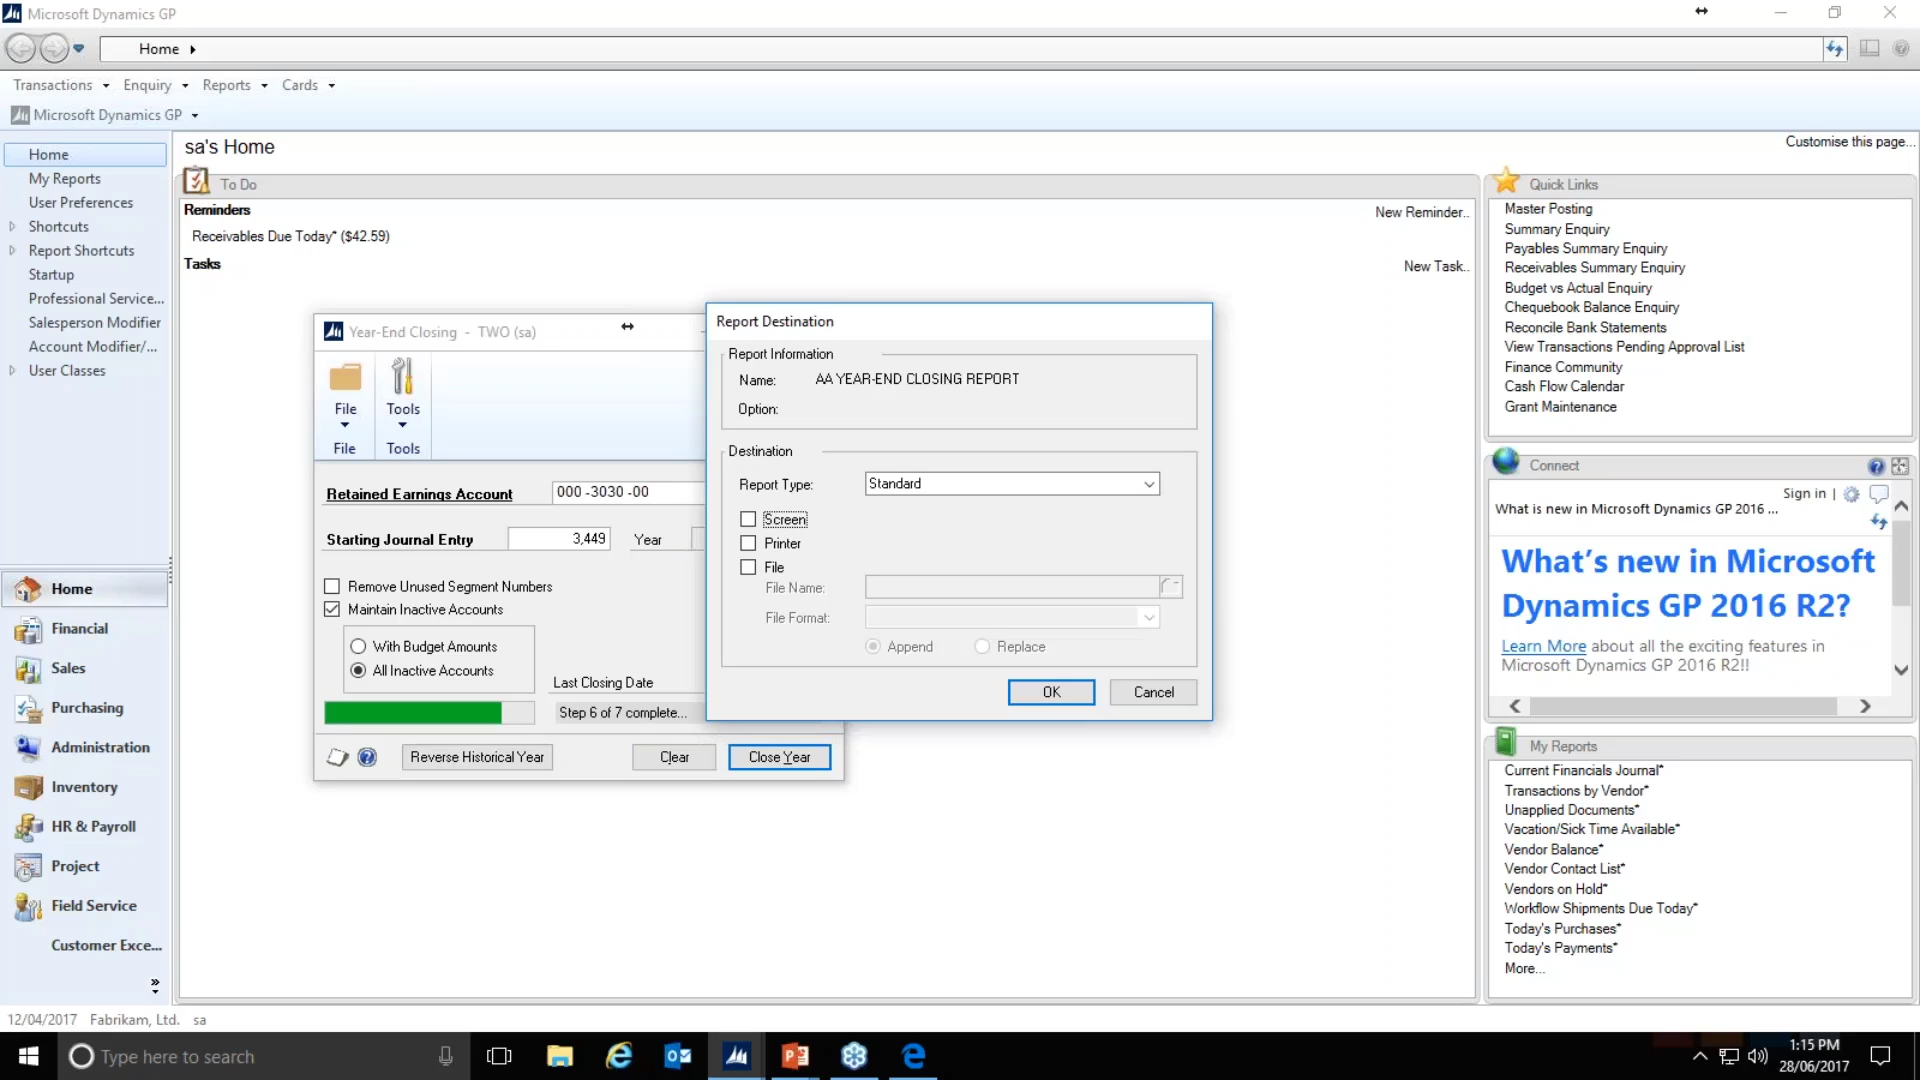 Microsoft Dynamics GP
Home
Transactions Enquiry Reports Cards
Microsoft Dynamics GP
Home
My Reports
User Preferences
Shortcuts
Report Shortcuts
Startup
Professional Service...
Salesperson Modifier
Account Modifier/...
User Classes
Home
Financial
Sales
Purchasing
Administration
Inventory
HR & Payroll
Project
Field Service
Customer Exce...
sa's Home
Customise this page...
To Do
Reminders
New Reminder..
Receivables Due Today* ($42.59)
Tasks
New Task..
Year-End Closing - TWO (sa)
File
Tools
File
Tools
Retained Earnings Account 000 -3030 -00
Starting Journal Entry 3,449 Year
Remove Unused Segment Numbers
Maintain Inactive Accounts
With Budget Amounts
All Inactive Accounts
Last Closing Date
Step 6 of 7 complete...
Reverse Historical Year Clear Close Year
Report Destination
Report Information
Name: AA YEAR-END CLOSING REPORT
Option:
Destination
Report Type: Standard
Screen
Printer
File
File Name:
File Format:
Append Replace
OK Cancel
Quick Links
Master Posting
Summary Enquiry
Payables Summary Enquiry
Receivables Summary Enquiry
Budget vs Actual Enquiry
Chequebook Balance Enquiry
Reconcile Bank Statements
View Transactions Pending Approval List
Finance Community
Cash Flow Calendar
Grant Maintenance
Connect
Sign in |
What is new in Microsoft Dynamics GP 2016 ...
What's new in Microsoft
Dynamics GP 2016 R2?
Learn More about all the exciting features in
Microsoft Dynamics GP 2016 R2!!
My Reports
Current Financials Journal*
Transactions by Vendor*
Unapplied Documents*
Vacation/Sick Time Available*
Vendor Balance*
Vendor Contact List*
Vendors on Hold*
Workflow Shipments Due Today*
Today's Purchases*
Today's Payments*
More...
12/04/2017 Fabrikam, Ltd. sa
Type here to search
1:15 PM
28/06/2017